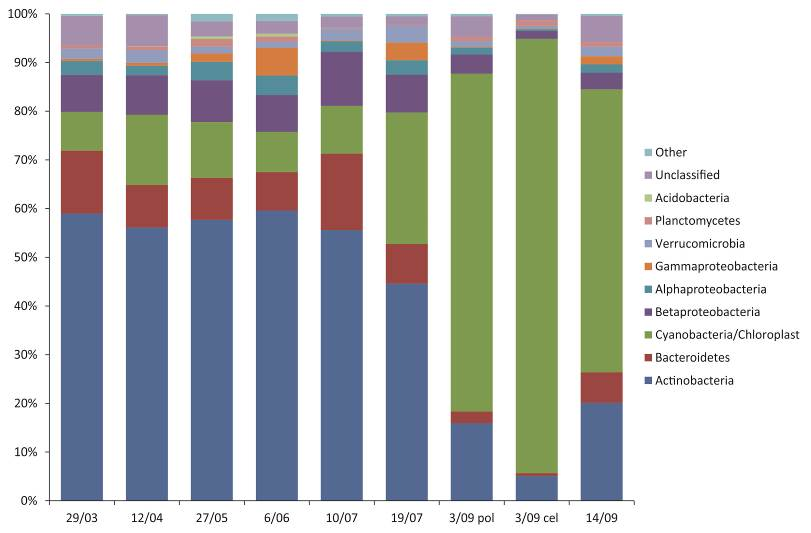 100%
90%
80%
70%
60%
50%
40%
30%
20%
10%
0%
29/03 12/04 27/05 6/06 10/07 19/07 3/09 pol 3/09 cel 14/09
Other
Unclassified
Acidobacteria
Planctomycetes
Verrucomicrobia
Gammaproteobacteria
Alphaproteobacteria
Betaproteobacteria
Cyanobacteria/Chloroplast
Bacteroidetes
Actinobacteria